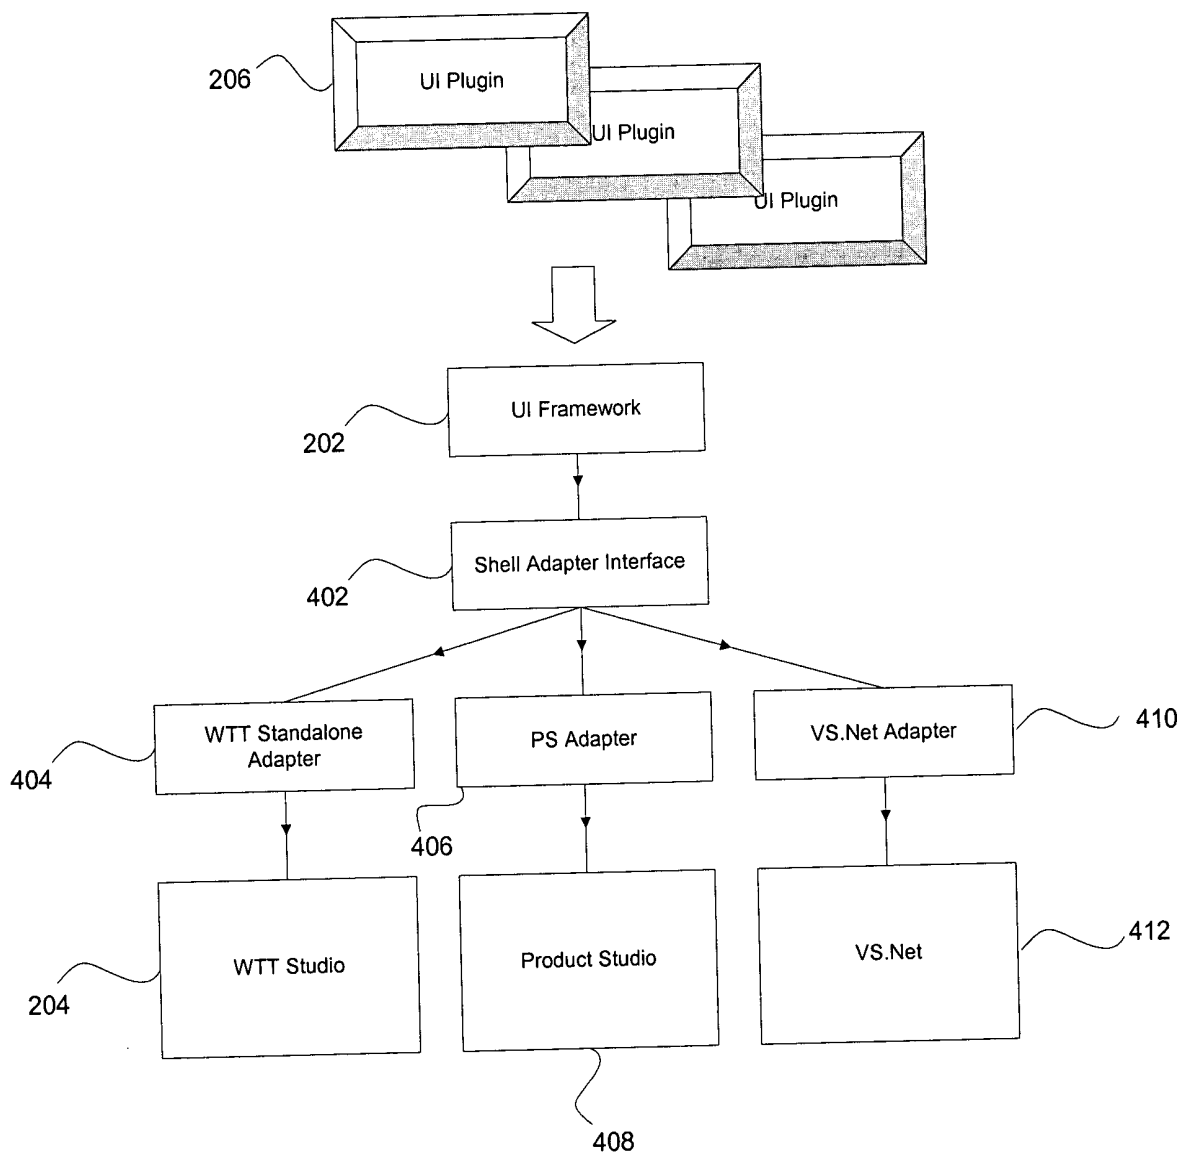 206
UI Plugin
UI Plugin
UI Plugin
UI Framework
202
Shell Adapter Interface
402
WTT Standalone
Adapter
404
PS Adapter
406
VS.Net Adapter
410
WTT Studio
204
Product Studio
408
VS.Net
412